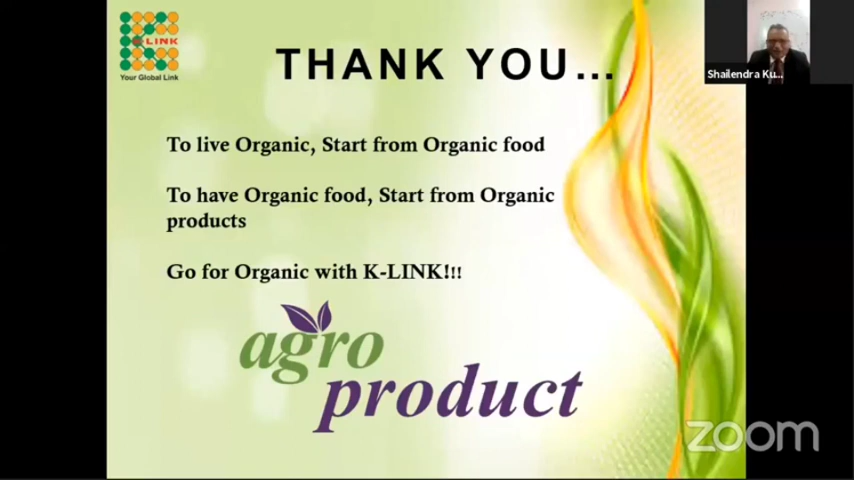 K-LINK
Your Global Link
THANK YOU...
Shailendra Ku...
To live Organic, Start from Organic food
To have Organic food, Start from Organic
products
Go for Organic with K-LINK!!!
agro
product
zoom